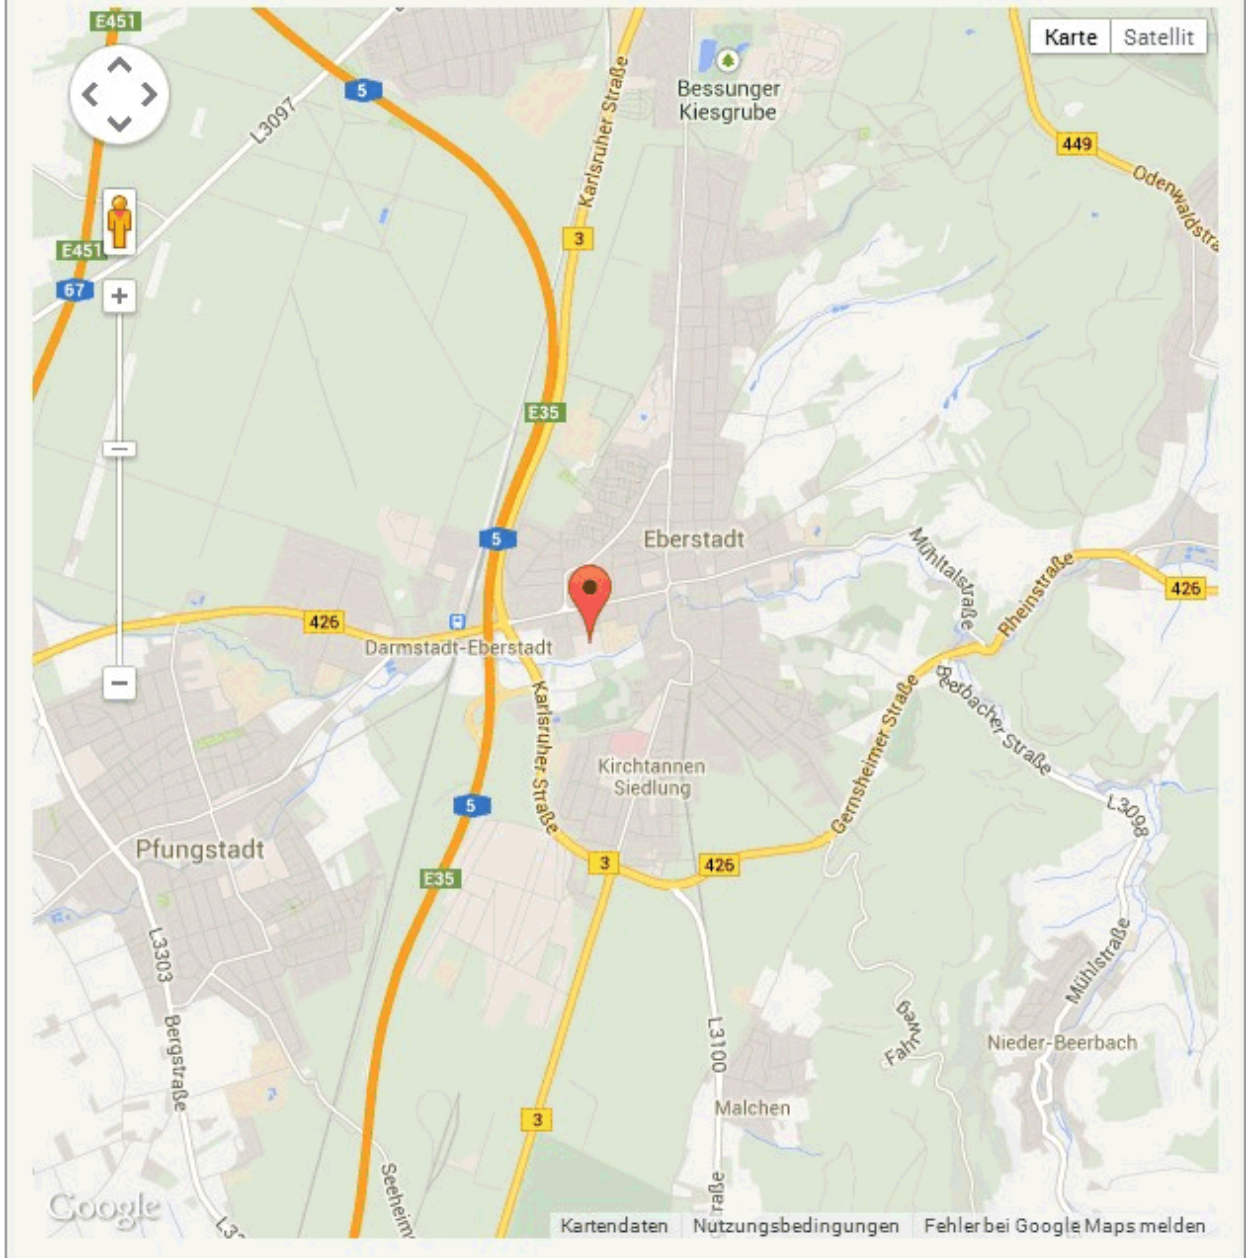 E451
Karte Satellit
5
Bessunger
Kiesgrube
L3097
Karlsruher Straße
449
Odenwaldstra
3
E451
67
+
E35
5
Eberstadt
Mühltalstraße
Rheinstraße
426
426
Darmstadt-Eberstadt
Karlsruher Straße
Gernsheimer Straße
Beerbacher Straße
Kirchtannen
Siedlung
5
L3098
Pfungstadt
3
426
E35
L3303
Mühlstraße
Fahrweg
L3100
Bergstraße
Nieder-Beerbach
Malchen
3
Seeheim
raße
Google
L33
Kartendaten Nutzungsbedingungen Fehler bei Google Maps melden